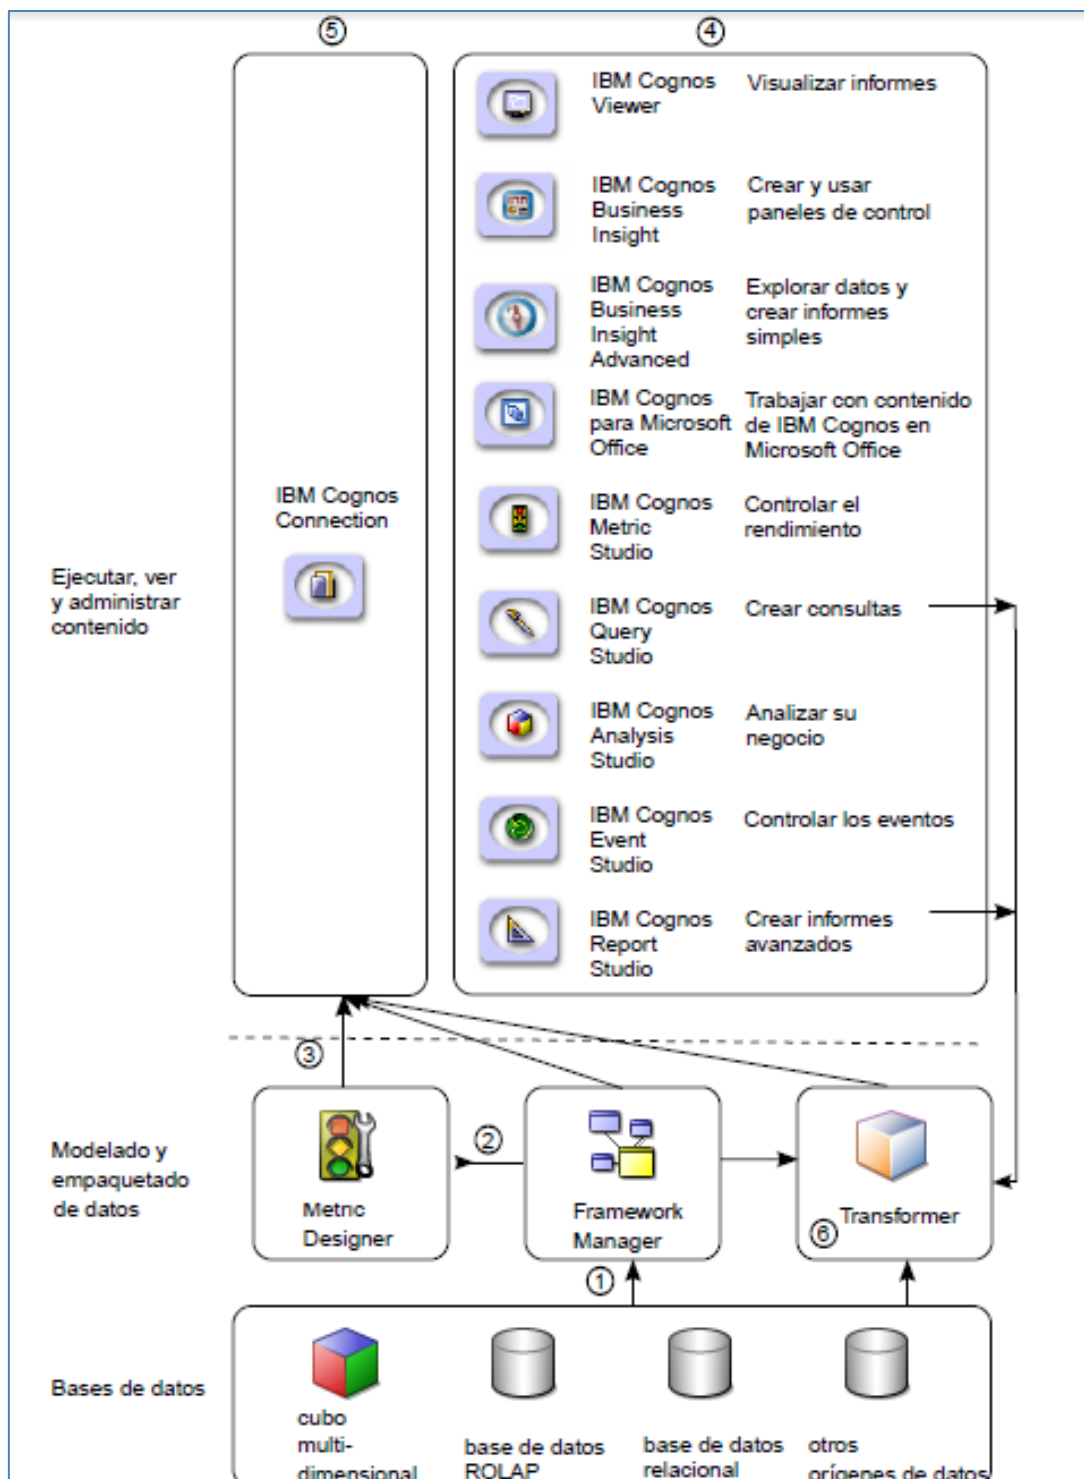 ⑤
④
IBM Cognos
Viewer
Visualizar informes
IBM Cognos
Business
Insight
Crear y usar
paneles de control
IBM Cognos
Business
Insight
Advanced
Explorar datos y
crear informes
simples
IBM Cognos
para Microsoft
Office
Trabajar con contenido
de IBM Cognos en
Microsoft Office
IBM Cognos
Connection
IBM Cognos
Metric
Studio
Controlar el
rendimiento
Ejecutar, ver
y administrar
contenido
IBM Cognos
Query
Studio
Crear consultas
IBM Cognos
Analysis
Studio
Analizar su
negocio
IBM Cognos
Event
Studio
Controlar los eventos
IBM Cognos
Report
Studio
Crear informes
avanzados
③
Modelado y
empaquetado
de datos
②
Metric
Designer
Framework
Manager
⑥
Transformer
①
Bases de datos
cubo
multi-
dimensional
base de datos
ROLAP
base de datos
relacional
otros
orígenes de datos